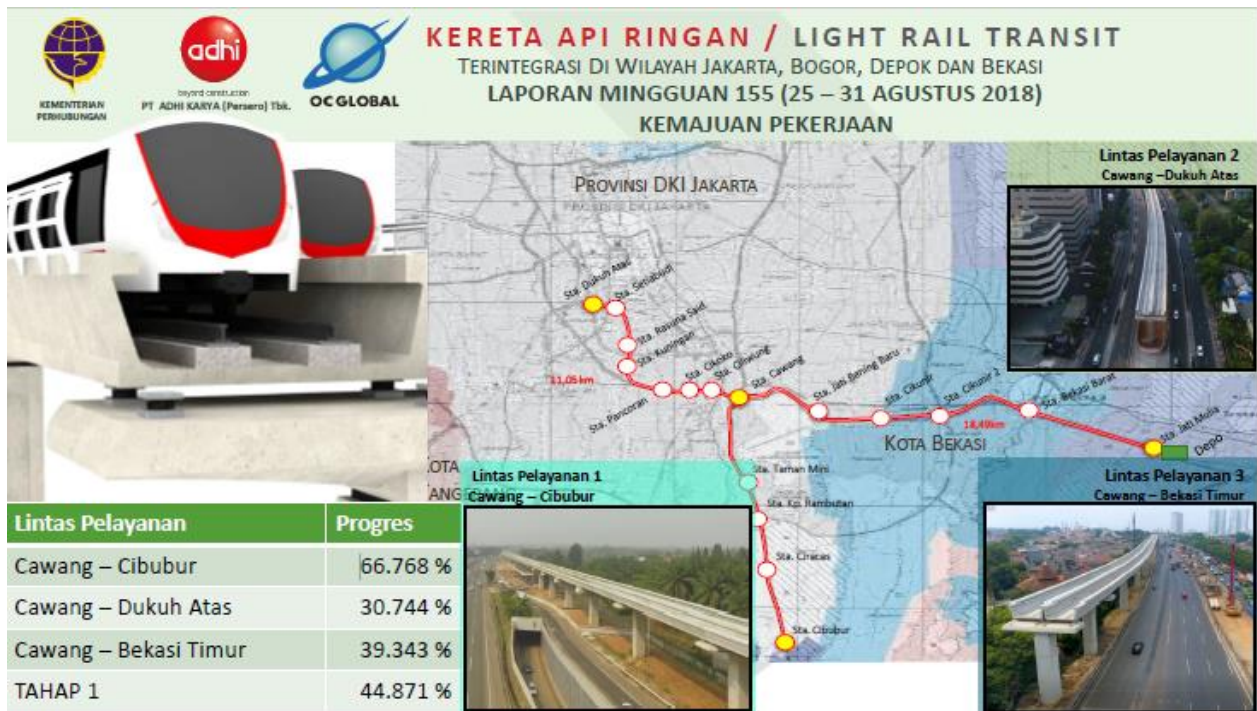 KEMENTERIAN
PERHUBUNGAN
adhi
beyond construction
PT ADHI KARYA (Persero) Tbk.
OC GLOBAL
KERETA API RINGAN / LIGHT RAIL TRANSIT
TERINTEGRASI DI WILAYAH JAKARTA, BOGOR, DEPOK DAN BEKASI
LAPORAN MINGGUAN 155 (25 – 31 AGUSTUS 2018)
KEMAJUAN PEKERJAAN
Lintas Pelayanan 2
Cawang –Dukuh Atas
PROVINSI DKI JAKARTA
PROVINSI DKI JAKARTA
Sta. Dukuh Atas
Sta. Setiabudi
Sta. Rasuna Said
Sta. Kuningan
11,05km
Sta. Pancoran
Sta. Cikoko
Sta. Ciliwung
Sta. Cawang
Sta. Jati Bening Baru
Sta. Cikunir
Sta. Cikunir 2
Sta. Bekasi Barat
18,49km
Sta. Jati Mulia
Depo
KOTA BEKASI
Sta. Taman Mini
Sta. Kp. Rambutan
Sta. Ciracas
Sta. Cibubur
Lintas Pelayanan 1
Cawang – Cibubur
Lintas Pelayanan 3
Cawang – Bekasi Timur
Lintas Pelayanan Progres
Cawang – Cibubur 66.768 %
Cawang – Dukuh Atas 30.744 %
Cawang – Bekasi Timur 39.343 %
TAHAP 1 44.871 %